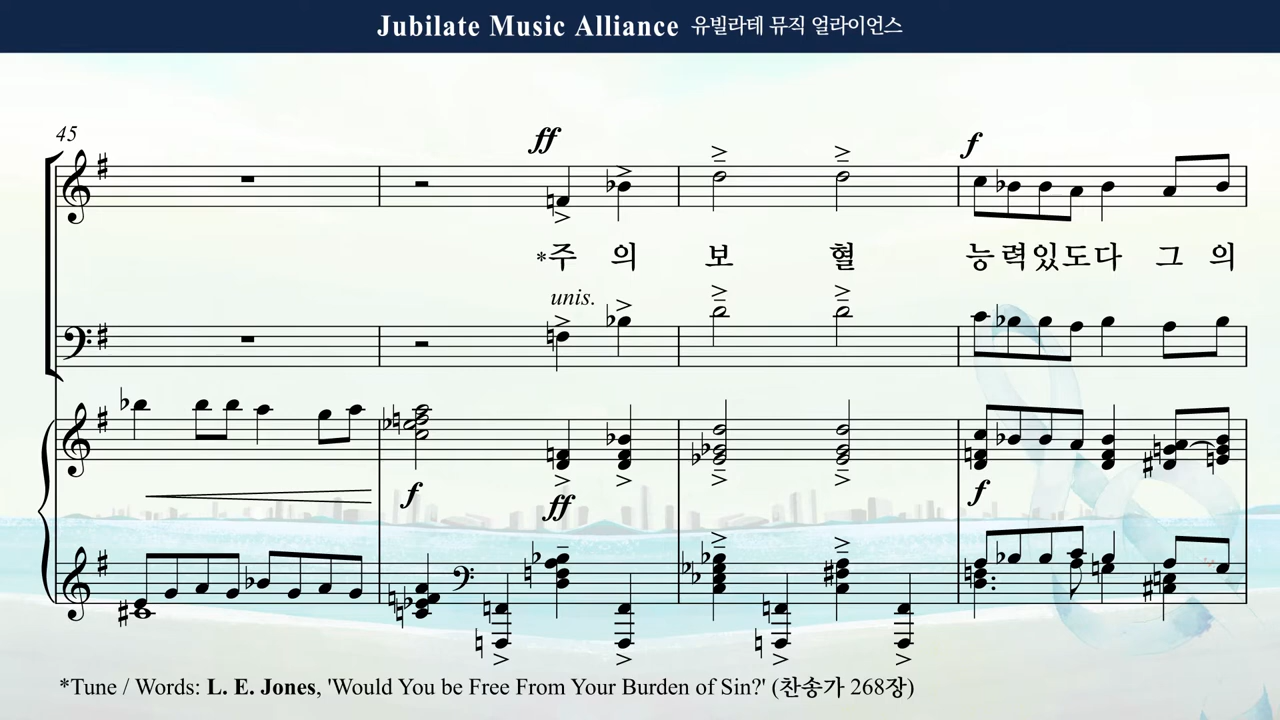 Jubilate Music Alliance 유빌라테 뮤직 얼라이언스
45
ff
f
*주 의 보 혈 능 력 있 도 다 그 의
unis.
f ff f
*Tune / Words: L. E. Jones, 'Would You be Free From Your Burden of Sin?' (찬송가 268장)